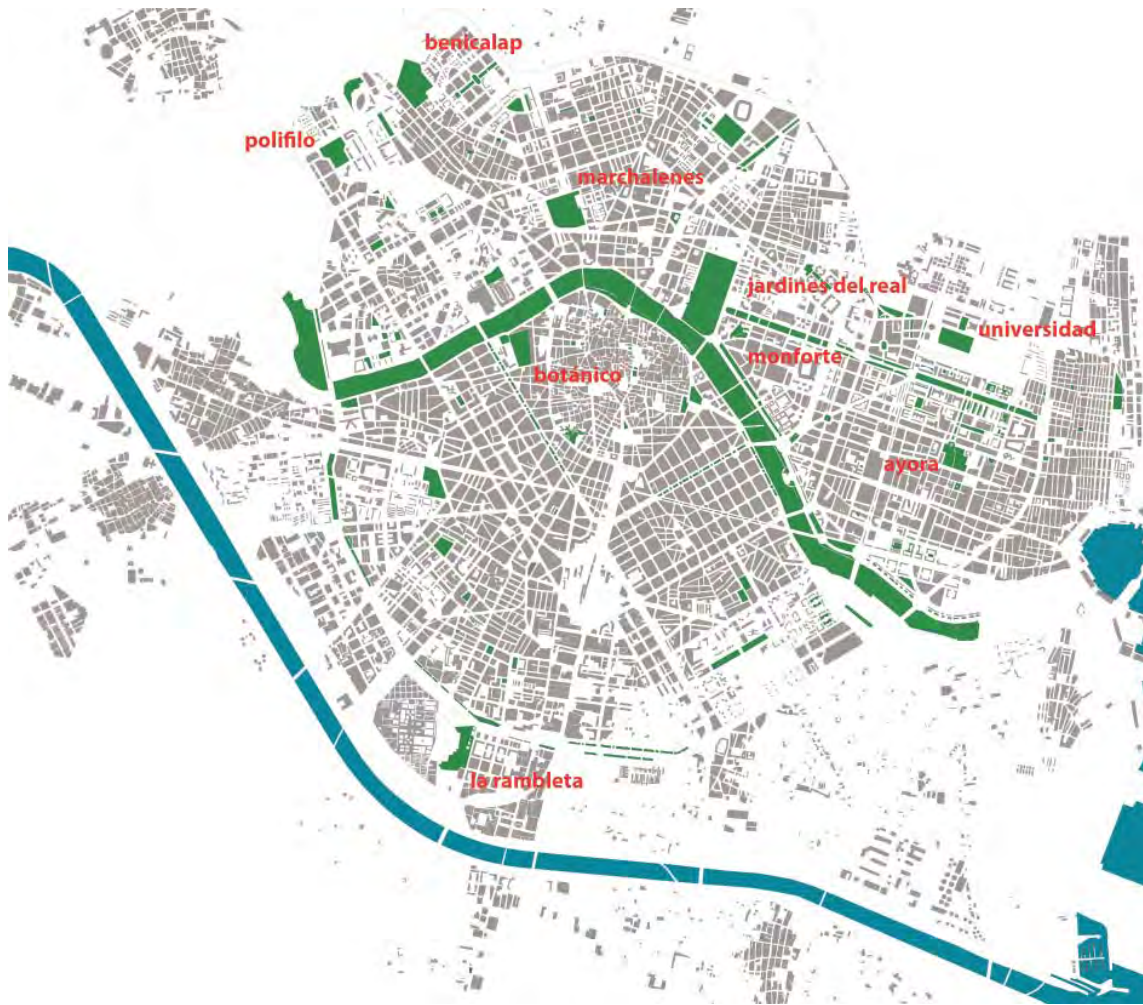 benicalap
polifilo
marchalenes
jardines del real
universidad
monforte
botánico
ayora
la rambleta